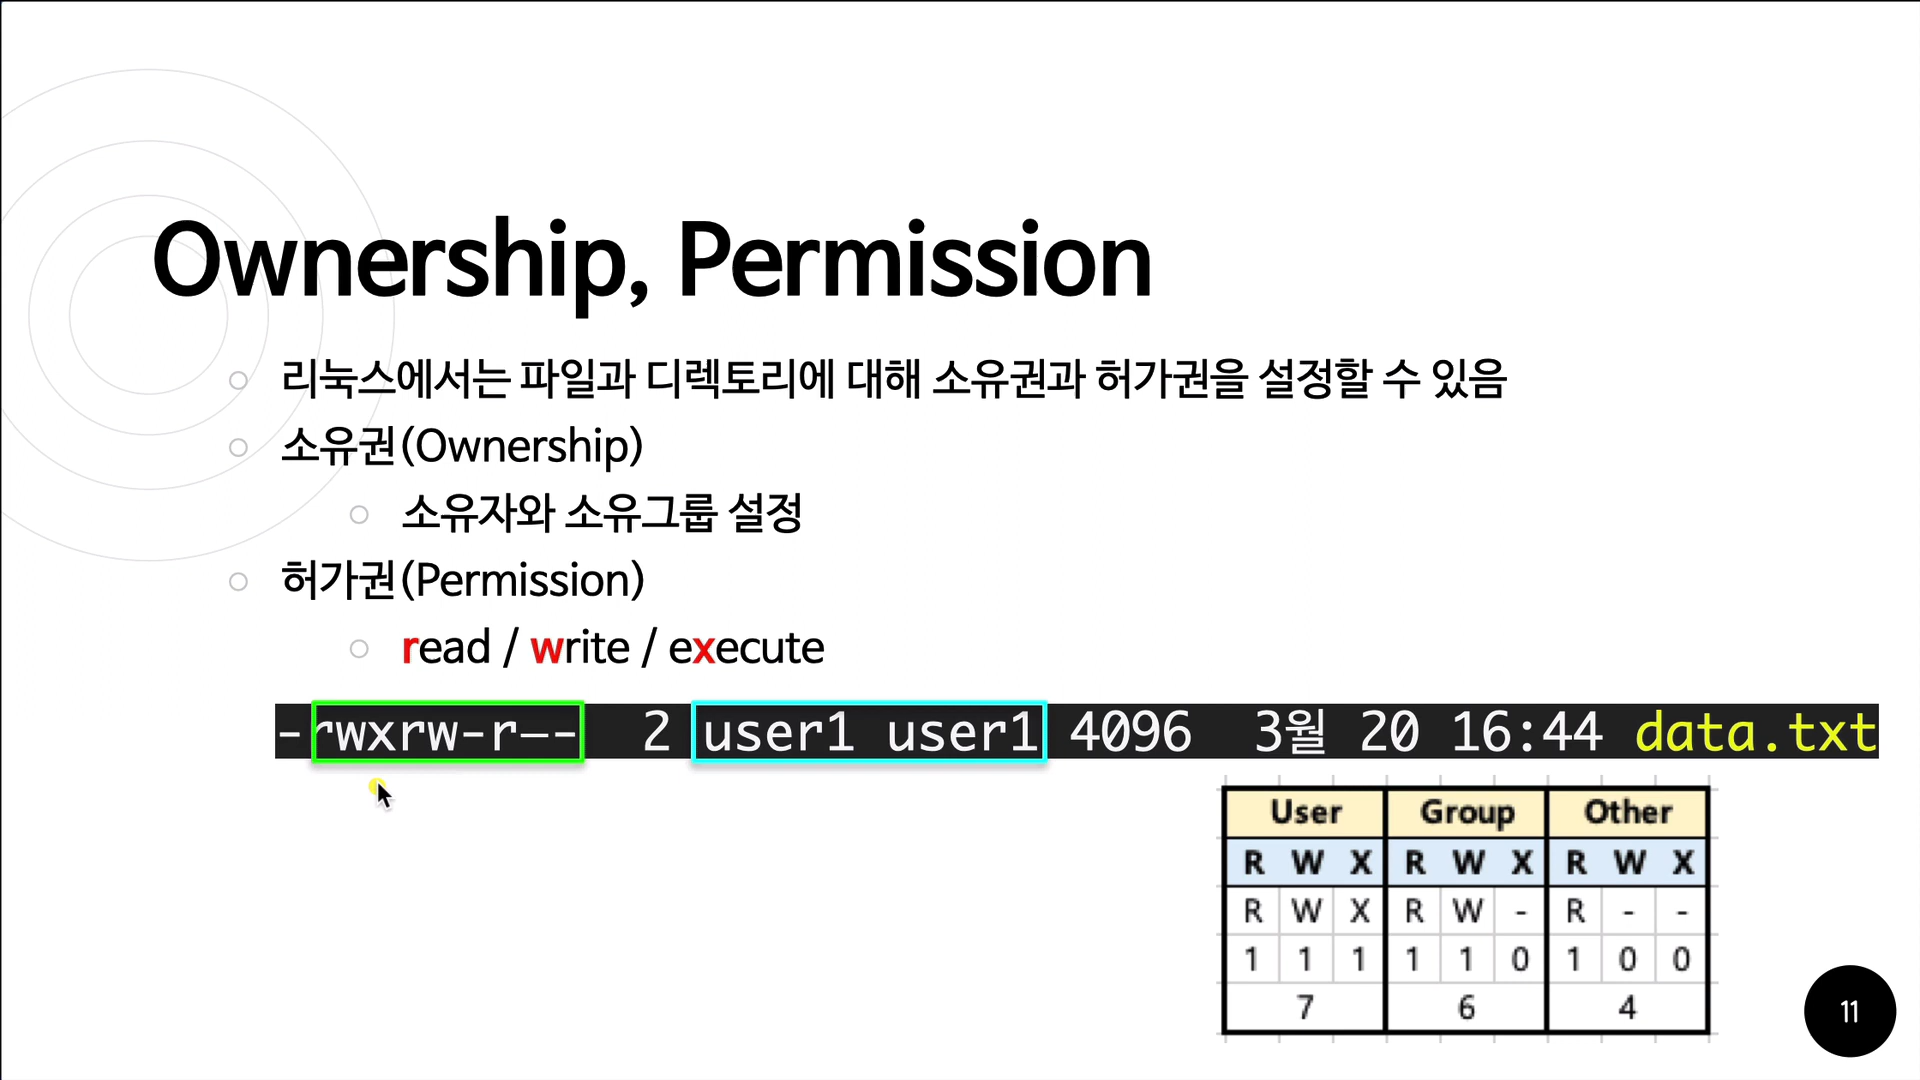 Ownership, Permission
리눅스에서는 파일과 디렉토리에 대해 소유권과 허가권을 설정할 수 있음
소유권(Ownership)
소유자와 소유그룹 설정
허가권(Permission)
read / write / execute
-rwxrw-r-- 2 user1 user1 4096 3월 20 16:44 data.txt
User Group Other
R W X R W X R W X
R W X R W - R - -
1 1 1 1 1 0 1 0 0
7 6 4
11